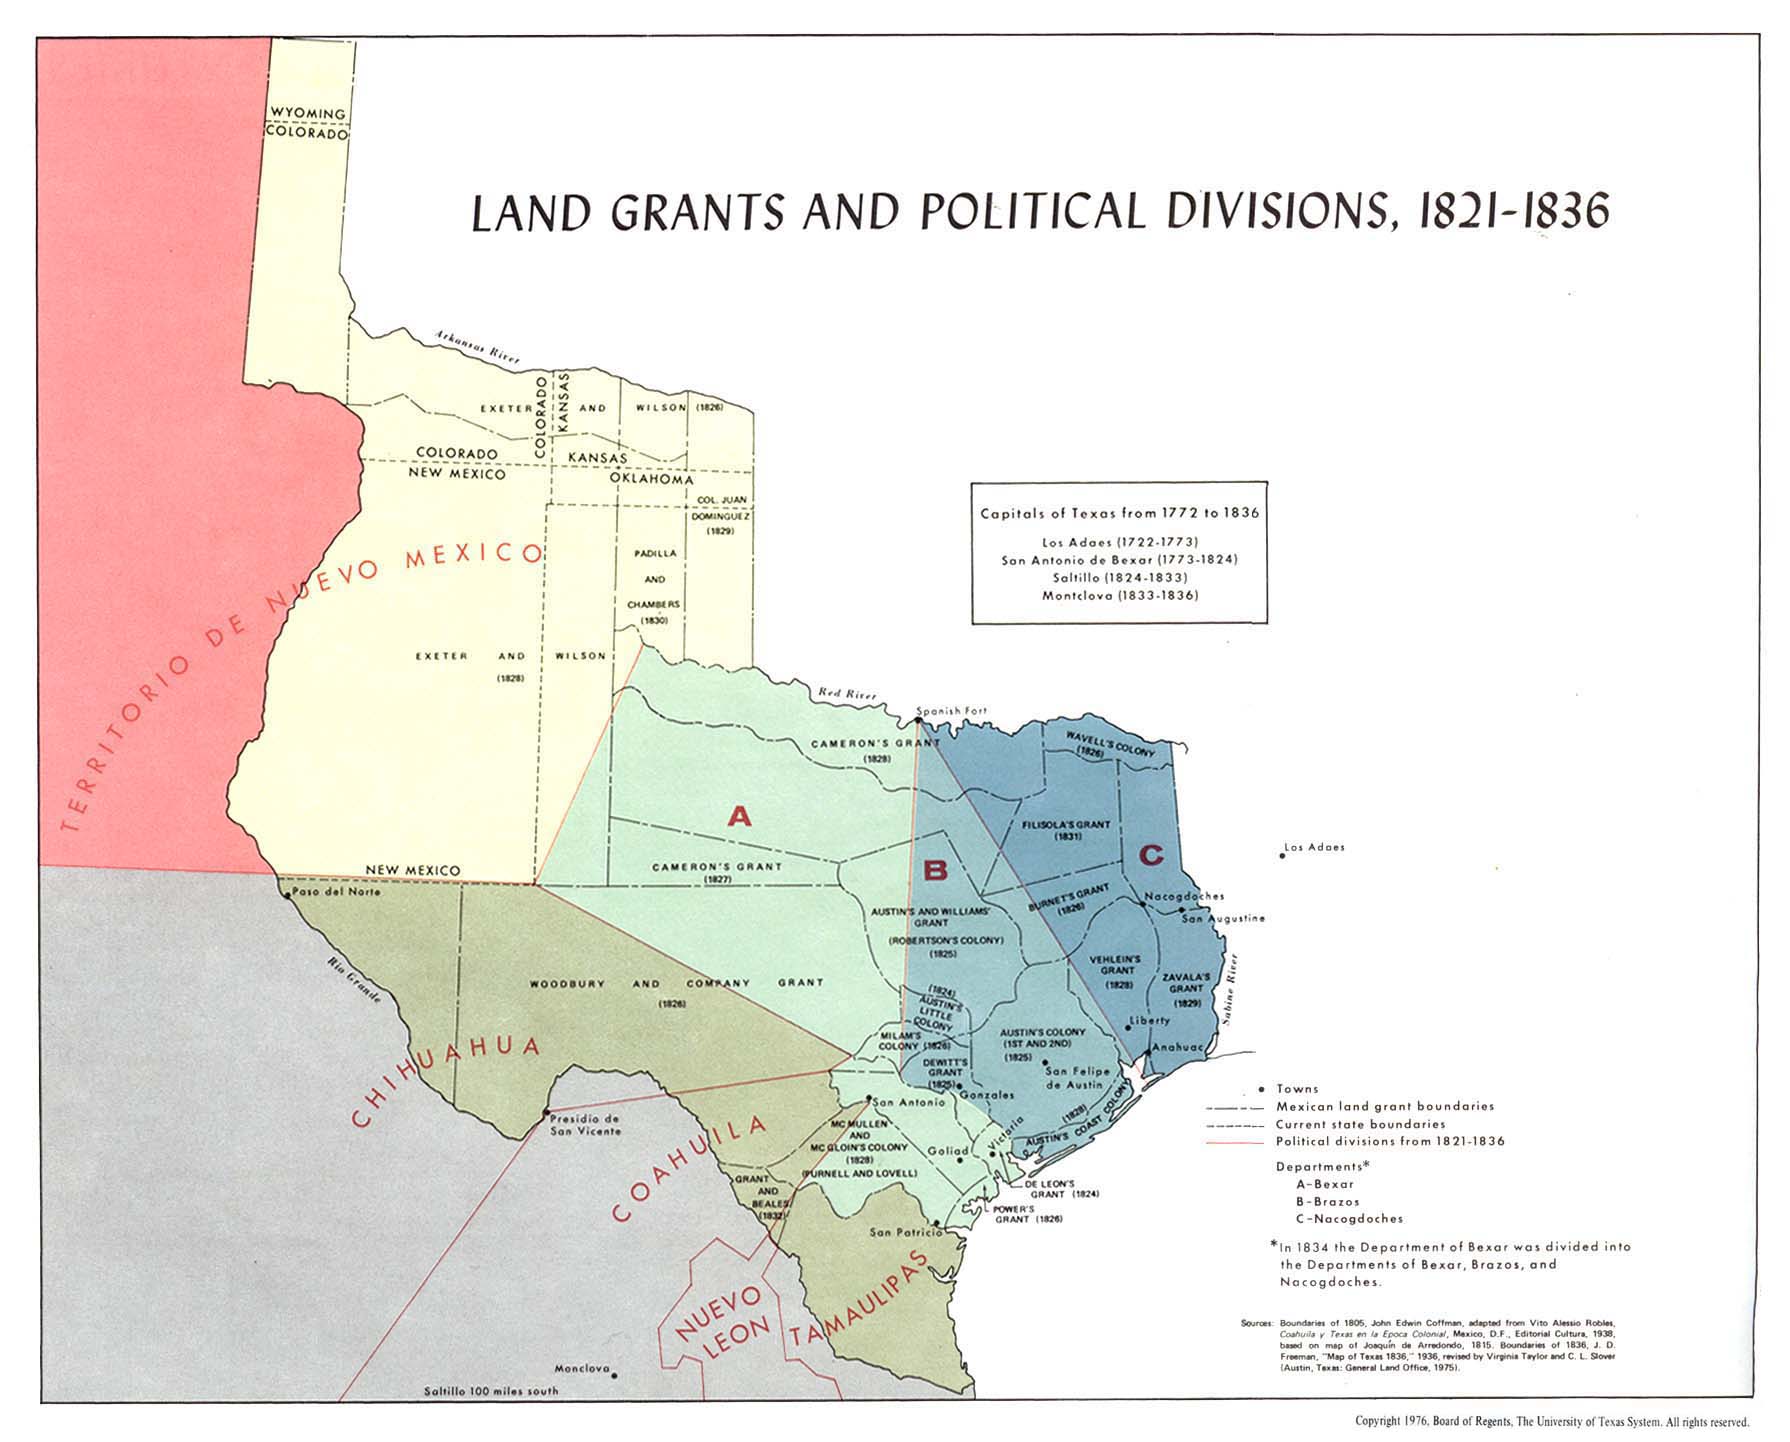 LAND GRANTS AND POLITICAL DIVISIONS, 1821-1836
WYOMING
COLORADO
Arkansas River
EXETER AND WILSON (1826)
COLORADO
KANSAS
COLORADO
NEW MEXICO
KANSAS
OKLAHOMA
COL. JUAN
DOMINGUEZ
(1829)
PADILLA
AND
CHAMBERS
(1830)
TERRITORIO DE NUEVO MEXICO
EXETER AND WILSON
(1828)
Capitals of Texas from 1772 to 1836
Los Adaes (1722-1773)
San Antonio de Bexar (1773-1824)
Saltillo (1824-1833)
Montclova (1833-1836)
Red River
Spanish Fort
CAMERON'S GRANT
(1828)
WAVELL'S COLONY
(1826)
A
FILISOLA'S GRANT
(1831)
B
C
Los Adaes
NEW MEXICO
CAMERON'S GRANT
(1827)
Paso del Norte
BURNET'S GRANT
(1826)
Nacogdoches
San Augustine
AUSTIN'S AND WILLIAMS'
GRANT
(ROBERTSON'S COLONY)
(1825)
Rio Grande
WOODBURY AND COMPANY GRANT
(1826)
VEHLEIN'S
GRANT
(1828)
ZAVALA'S
GRANT
(1829)
Sabine River
(1824)
AUSTIN'S
LITTLE
COLONY
Liberty
MILAM'S
COLONY (1826)
AUSTIN'S COLONY
(1ST AND 2ND)
(1825)
Anahuac
CHIHUAHUA
DEWITT'S
GRANT
(1825)
San Felipe
de Austin
Gonzales
San Antonio
Presidio de
San Vicente
COAHUILA
MC MULLEN
AND
MC GLOIN'S COLONY
(1828)
(PURNELL AND LOVELL)
Goliad
Victoria
(1828)
AUSTIN'S COAST COLONY
GRANT
AND
BEALES
(1832)
DE LEON'S
GRANT (1824)
POWER'S
GRANT (1826)
San Patricio
NUEVO
LEON
TAMAULIPAS
Monclova
Saltillo 100 miles south
Towns
Mexican land grant boundaries
Current state boundaries
Political divisions from 1821-1836
Departments*
A-Bexar
B-Brazos
C-Nacogdoches
*In 1834 the Department of Bexar was divided into
the Departments of Bexar, Brazos, and
Nacogdoches.
Sources: Boundaries of 1805, John Edwin Coffman, adapted from Vito Alessio Robles,
Coahuila y Texas en la Epoca Colonial, Mexico, D.F., Editorial Cultura, 1938,
based on map of Joaquín de Arredondo, 1815. Boundaries of 1836, J. D.
Freeman, "Map of Texas 1836," 1936, revised by Virginia Taylor and C. L. Slover
(Austin, Texas: General Land Office, 1975).
Copyright 1976, Board of Regents, The University of Texas System. All rights reserved.